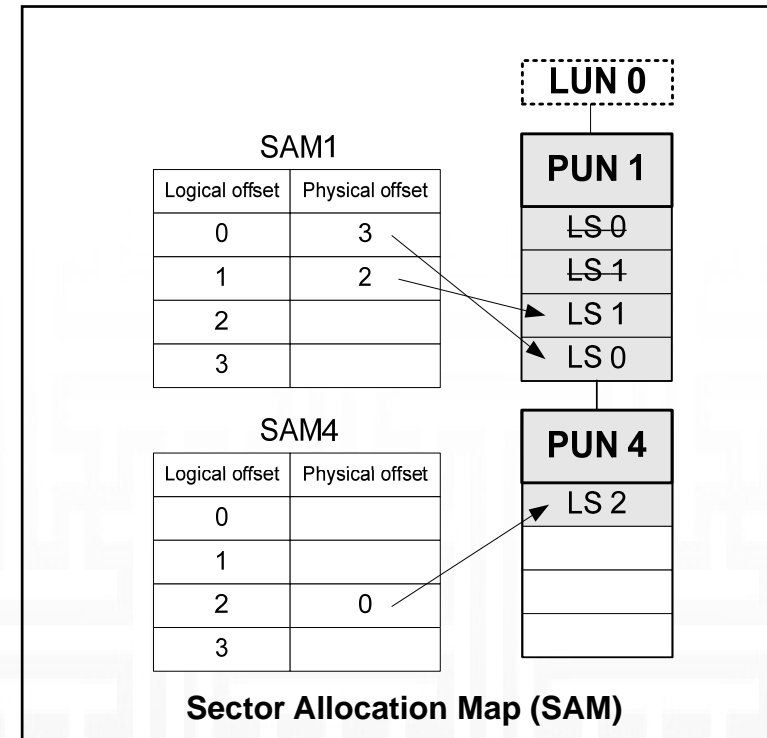 LUN 0
SAM1
PUN 1
Logical offset Physical offset
LS 0
0 3
LS 1
1 2
LS 1
2
LS 0
3
SAM4
PUN 4
Logical offset Physical offset
LS 2
0
1
2 0
3
Sector Allocation Map (SAM)